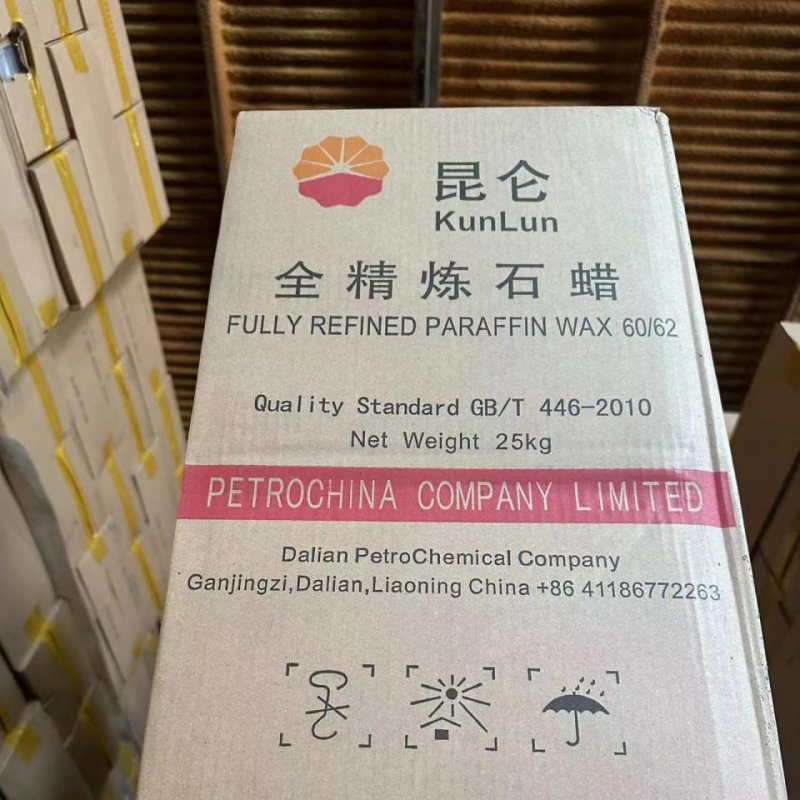 昆仑
KunLun
全精炼石蜡
FULLY REFINED PARAFFIN WAX 60/62
Quality Standard GB/T 446-2010
Net Weight 25kg
PETROCHINA COMPANY LIMITED
Dalian PetroChemical Company
Ganjingzi,Dalian,Liaoning China +86 41186772263